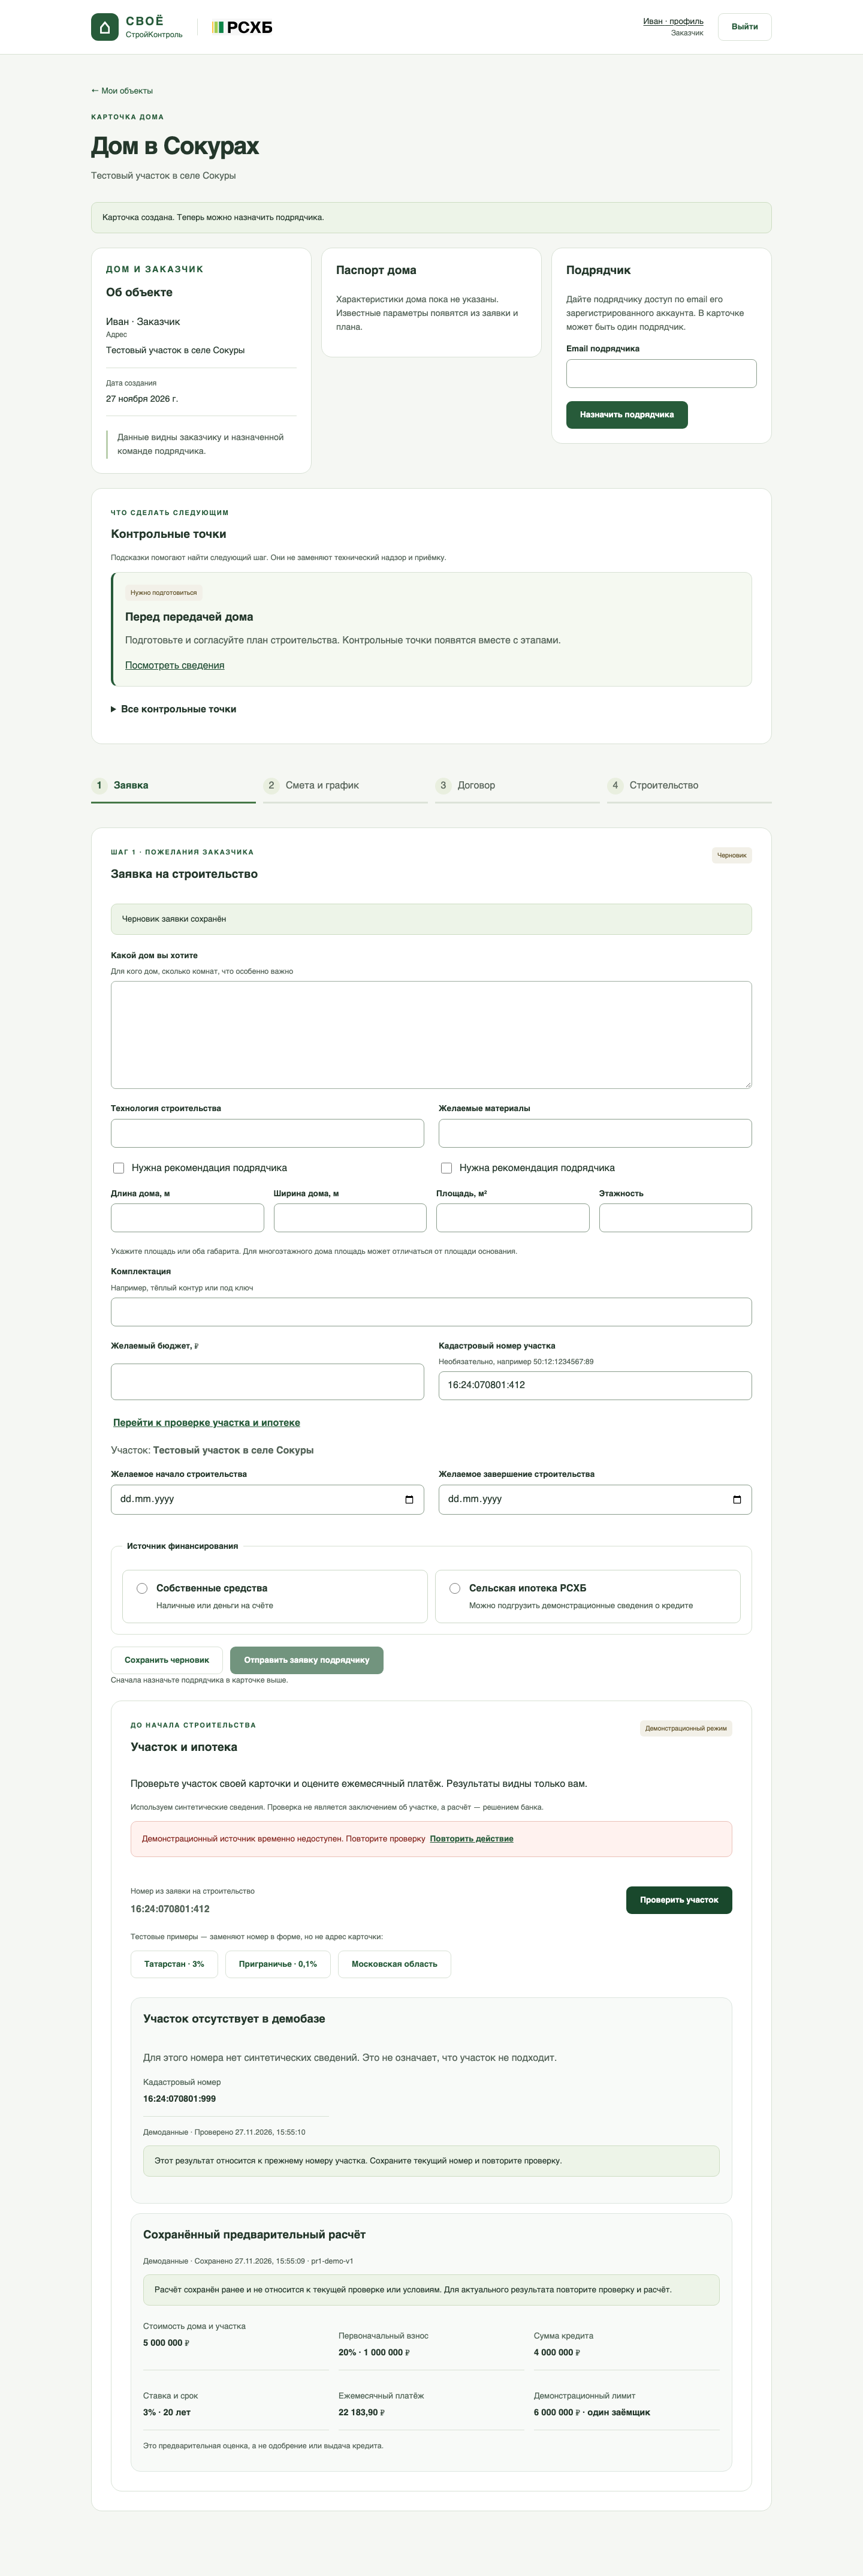 СВОЁ
СтройКонтроль
РСХБ
Иван · профиль
Заказчик
Выйти
← Мои объекты
КАРТОЧКА ДОМА
Дом в Сокурах
Тестовый участок в селе Сокуры
Карточка создана. Теперь можно назначить подрядчика.
ДОМ И ЗАКАЗЧИК
Об объекте
Иван · Заказчик
Адрес
Тестовый участок в селе Сокуры
Дата создания
27 ноября 2026 г.
Данные видны заказчику и назначенной
команде подрядчика.
Паспорт дома
Характеристики дома пока не указаны.
Известные параметры появятся из заявки и
плана.
Подрядчик
Дайте подрядчику доступ по email его
зарегистрированного аккаунта. В карточке
может быть один подрядчик.
Email подрядчика
Назначить подрядчика
ЧТО СДЕЛАТЬ СЛЕДУЮЩИМ
Контрольные точки
Подсказки помогают найти следующий шаг. Они не заменяют технический надзор и приёмку.
Нужно подготовиться
Перед передачей дома
Подготовьте и согласуйте план строительства. Контрольные точки появятся вместе с этапами.
Посмотреть сведения
▶ Все контрольные точки
1 Заявка
2 Смета и график
3 Договор
4 Строительство
ШАГ 1 · ПОЖЕЛАНИЯ ЗАКАЗЧИКА
Черновик
Заявка на строительство
Черновик заявки сохранён
Какой дом вы хотите
Для кого дом, сколько комнат, что особенно важно
Технология строительства
Желаемые материалы
Нужна рекомендация подрядчика
Нужна рекомендация подрядчика
Длина дома, м
Ширина дома, м
Площадь, м²
Этажность
Укажите площадь или оба габарита. Для многоэтажного дома площадь может отличаться от площади основания.
Комплектация
Например, тёплый контур или под ключ
Желаемый бюджет, ₽
Кадастровый номер участка
Необязательно, например 50:12:1234567:89
16:24:070801:412
Перейти к проверке участка и ипотеке
Участок: Тестовый участок в селе Сокуры
Желаемое начало строительства
Желаемое завершение строительства
dd.mm.yyyy
dd.mm.yyyy
Источник финансирования
Собственные средства
Наличные или деньги на счёте
Сельская ипотека РСХБ
Можно подгрузить демонстрационные сведения о кредите
Сохранить черновик
Отправить заявку подрядчику
Сначала назначьте подрядчика в карточке выше.
ДО НАЧАЛА СТРОИТЕЛЬСТВА
Демонстрационный режим
Участок и ипотека
Проверьте участок своей карточки и оцените ежемесячный платёж. Результаты видны только вам.
Используем синтетические сведения. Проверка не является заключением об участке, а расчёт — решением банка.
Демонстрационный источник временно недоступен. Повторите проверку Повторить действие
Номер из заявки на строительство
16:24:070801:412
Проверить участок
Тестовые примеры — заменяют номер в форме, но не адрес карточки:
Татарстан · 3%
Приграничье · 0,1%
Московская область
Участок отсутствует в демобазе
Для этого номера нет синтетических сведений. Это не означает, что участок не подходит.
Кадастровый номер
16:24:070801:999
Демоданные · Проверено 27.11.2026, 15:55:10
Этот результат относится к прежнему номеру участка. Сохраните текущий номер и повторите проверку.
Сохранённый предварительный расчёт
Демоданные · Сохранено 27.11.2026, 15:55:09 · pr1-demo-v1
Расчёт сохранён ранее и не относится к текущей проверке или условиям. Для актуального результата повторите проверку и расчёт.
Стоимость дома и участка
5 000 000 ₽
Первоначальный взнос
20% · 1 000 000 ₽
Сумма кредита
4 000 000 ₽
Ставка и срок
3% · 20 лет
Ежемесячный платёж
22 183,90 ₽
Демонстрационный лимит
6 000 000 ₽ · один заёмщик
Это предварительная оценка, а не одобрение или выдача кредита.